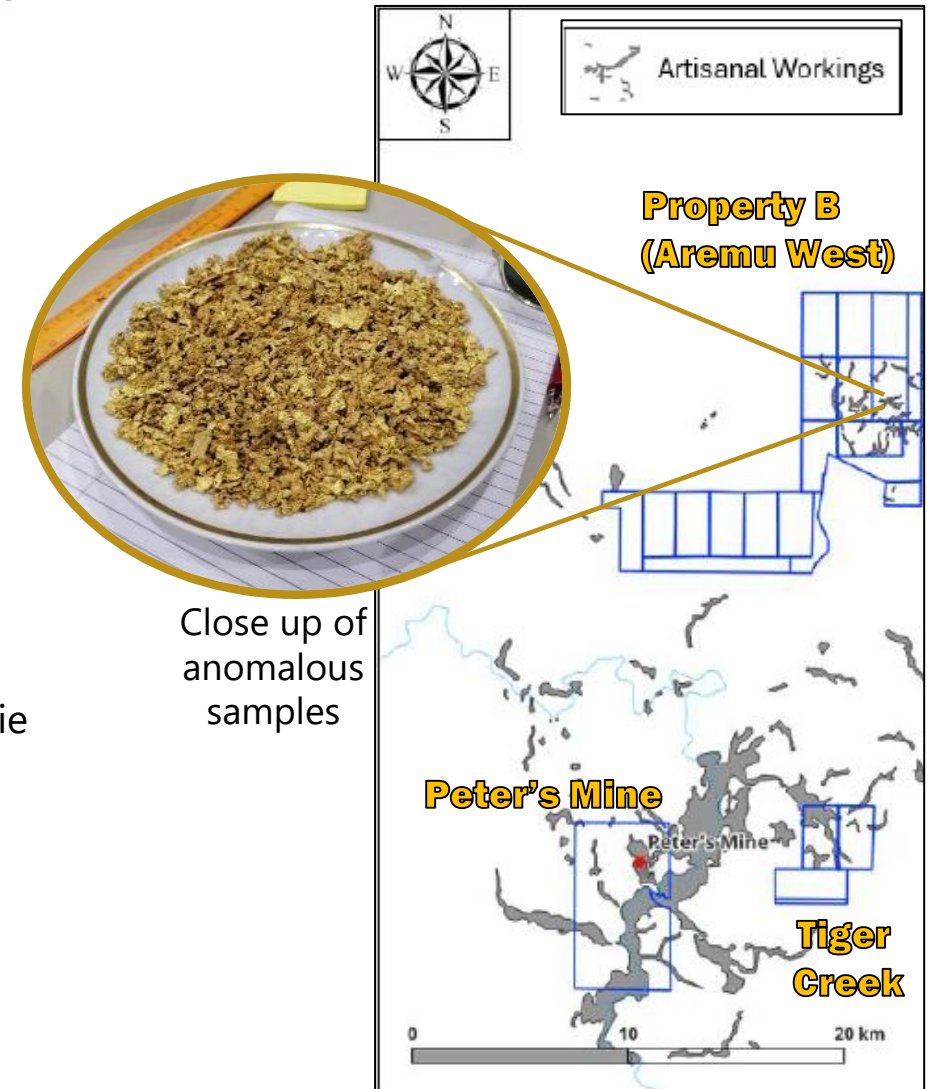 N
W
E
S
Artisanal Workings
Property B
(Aremu West)
Close up of
anomalous
samples
ie
Peter's Mine
Peter's Mine
Tiger
Creek
0
10
20 km